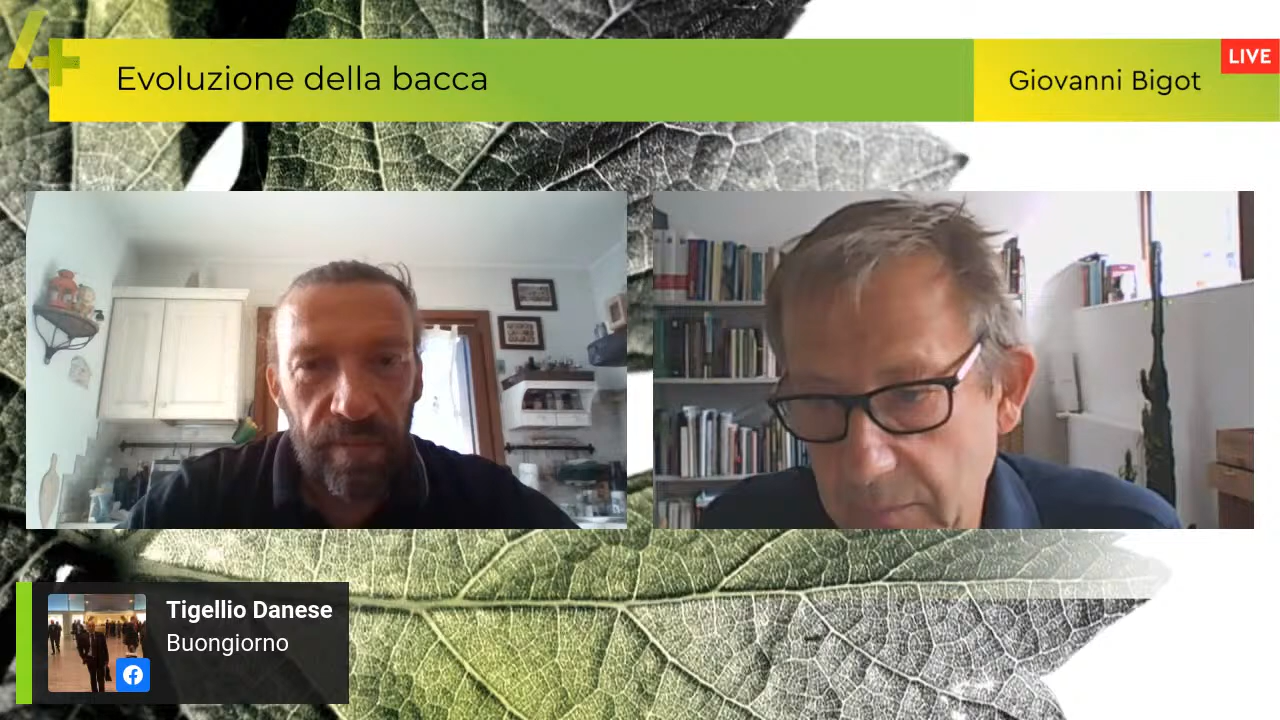 Evoluzione della bacca
Giovanni Bigot
LIVE
Tigellio Danese
Buongiorno